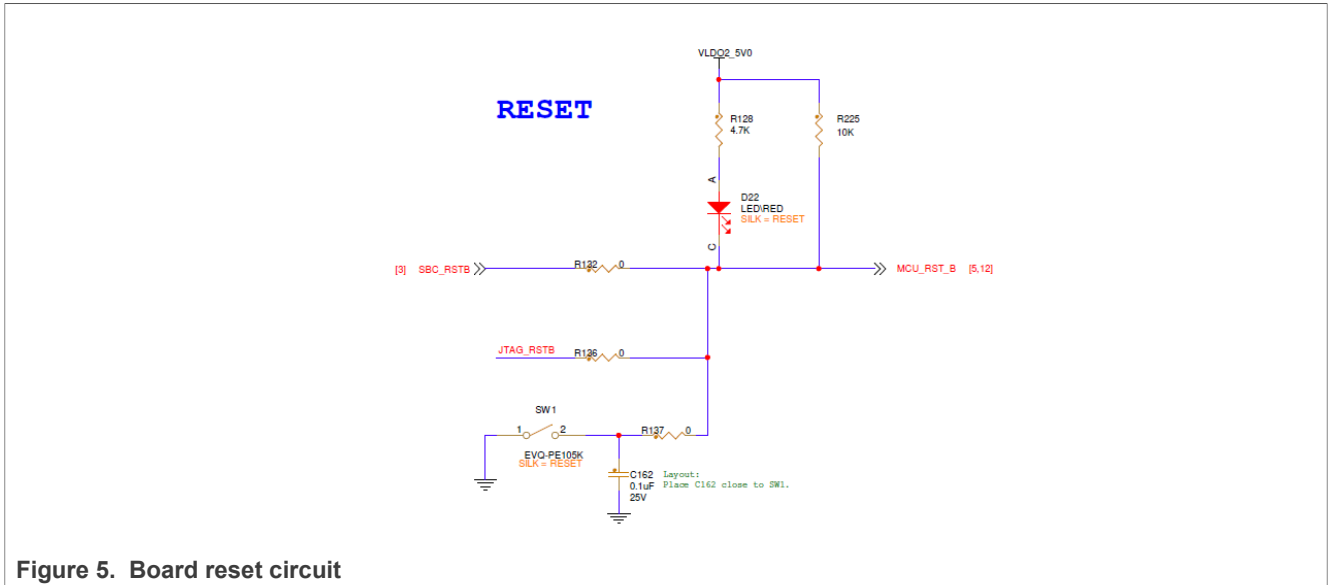 VLDO2_5V0
RESET
R128
4.7K
R225
10K
A
D22
LED\RED
SILK = RESET
C
[3] SBC_RSTB
R132 0
MCU_RST_B [5,12]
JTAG_RSTB
R136 0
SW1
1 2
R137 0
EVQ-PE105K
SILK = RESET
C162
0.1uF
25V
Layout:
Place C162 close to SW1.
Figure 5. Board reset circuit